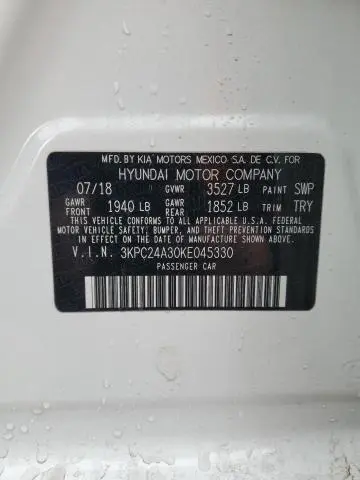 MFD. BY KIA MOTORS MEXICO S.A. DE C.V. FOR
HYUNDAI MOTOR COMPANY
07/18 GVWR 3527 LB PAINT SWP
GAWR FRONT 1940 LB GAWR REAR 1852 LB TRIM TRY
THIS VEHICLE CONFORMS TO ALL APPLICABLE U.S.A. FEDERAL
MOTOR VEHICLE SAFETY, BUMPER, AND THEFT PREVENTION
STANDARDS IN EFFECT ON THE DATE OF MANUFACTURE SHOWN ABOVE.
V.I.N. 3KPC24A30KE045330
PASSENGER CAR